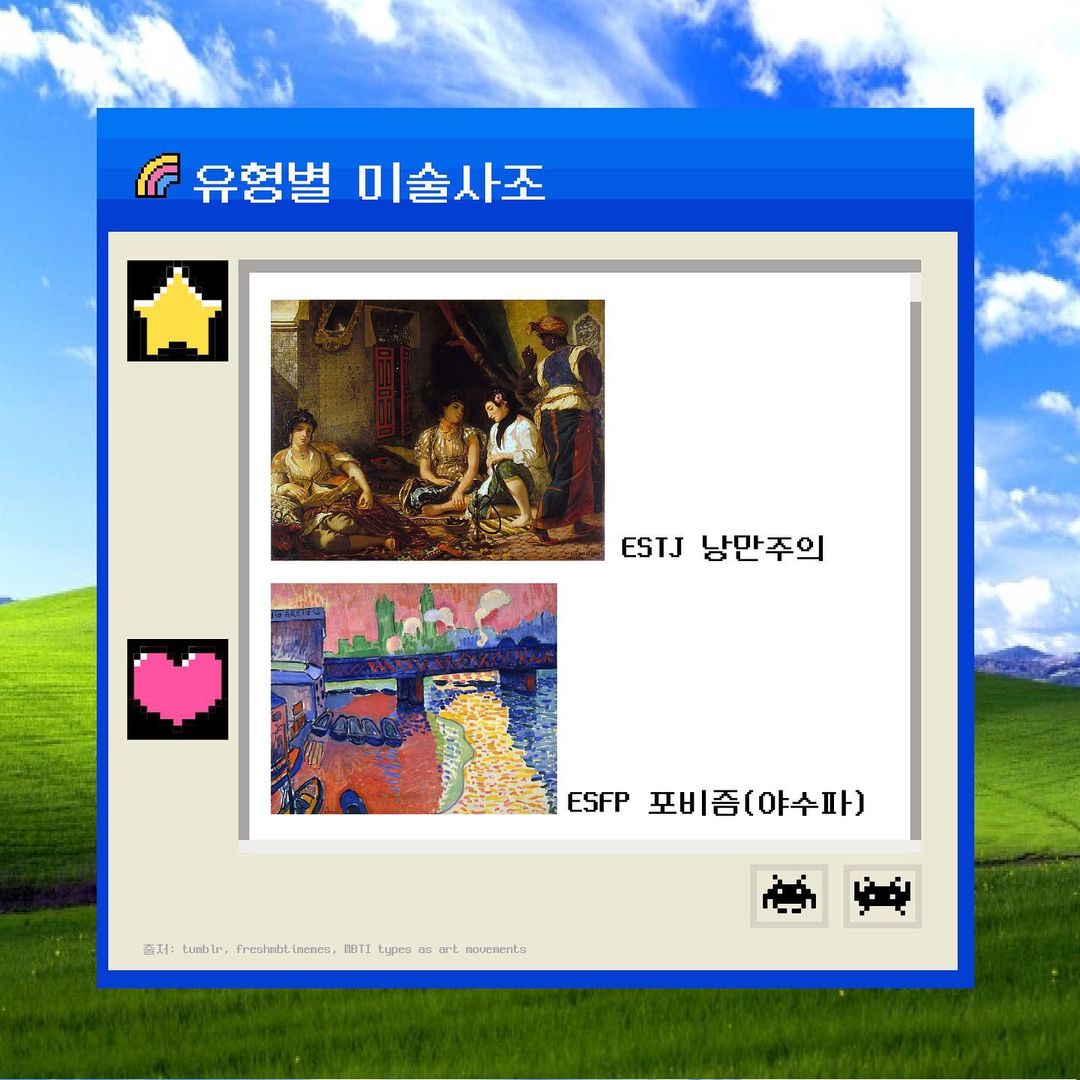 유형별 미술사조
ESTJ 낭만주의
ESFP 포비즘(야수파)
출처: tumblr, freshmbtimemes, MBTI types as art movements